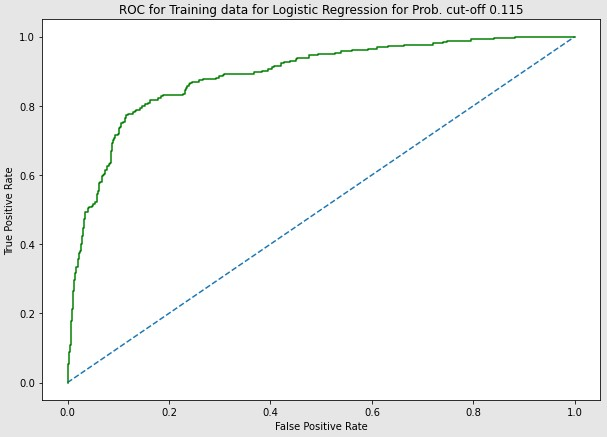 ROC for Training data for Logistic Regression for Prob. cut-off 0.115
True Positive Rate
1.0
0.8
0.6
0.4
0.2
0.0
0.0 0.2 0.4 0.6 0.8 1.0
False Positive Rate